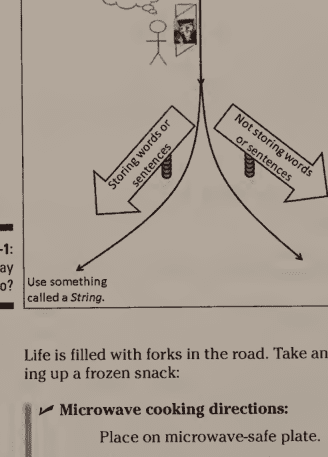 Storing words or
sentences
Not storing words
or sentences
-1:
ay
o?
Use something
called a String.
Life is filled with forks in the road. Take an
ing up a frozen snack:
✓ Microwave cooking directions:
Place on microwave-safe plate.